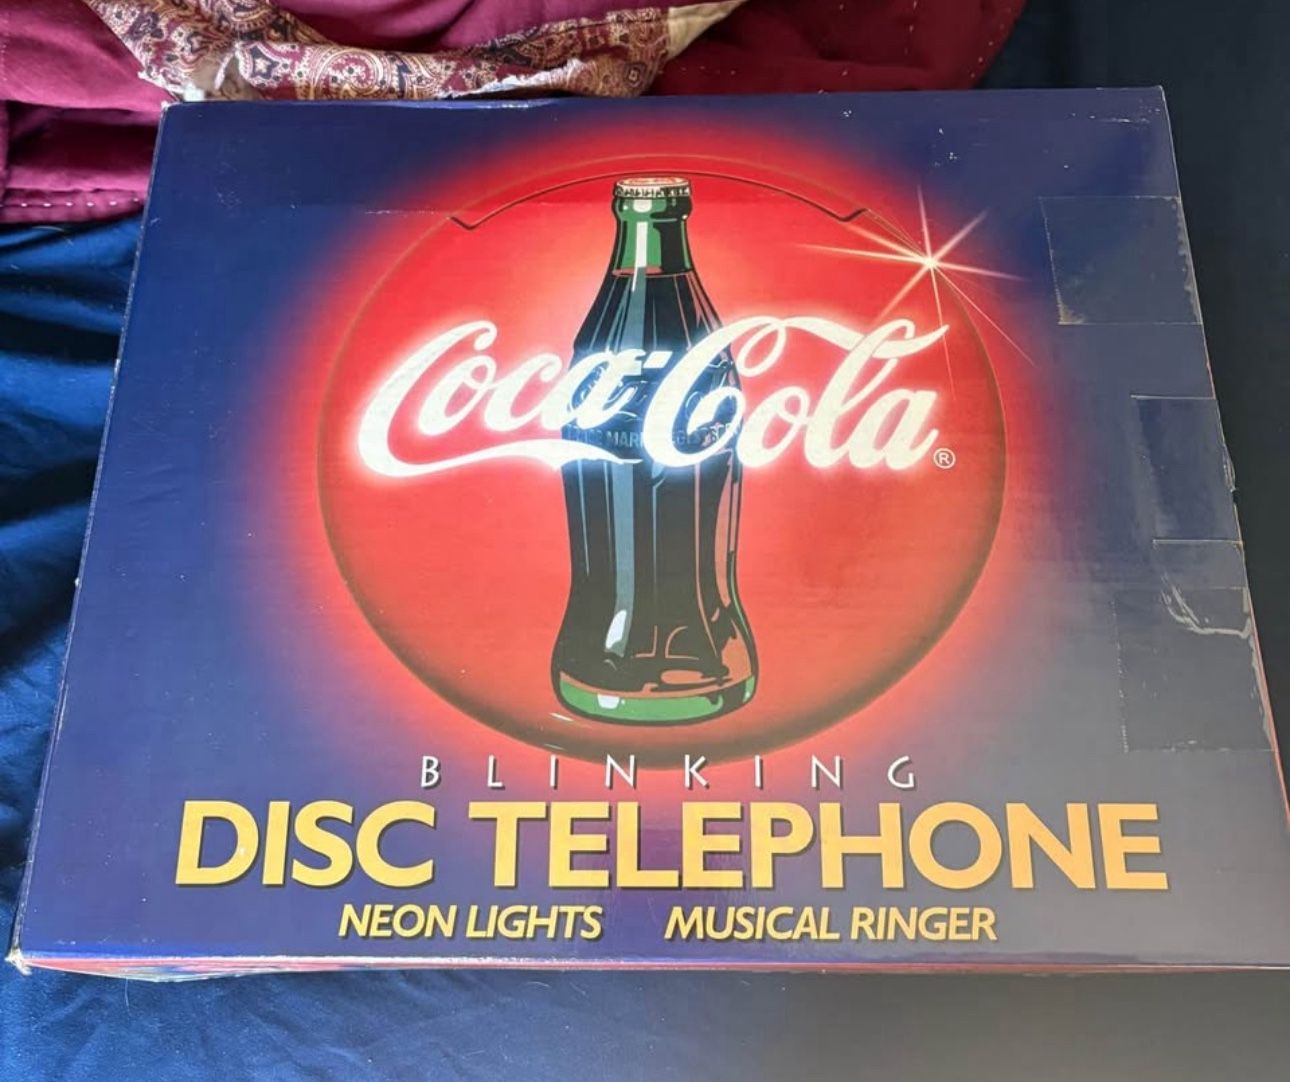 Coca-Cola®
BLINKING
DISC TELEPHONE
NEON LIGHTS MUSICAL RINGER